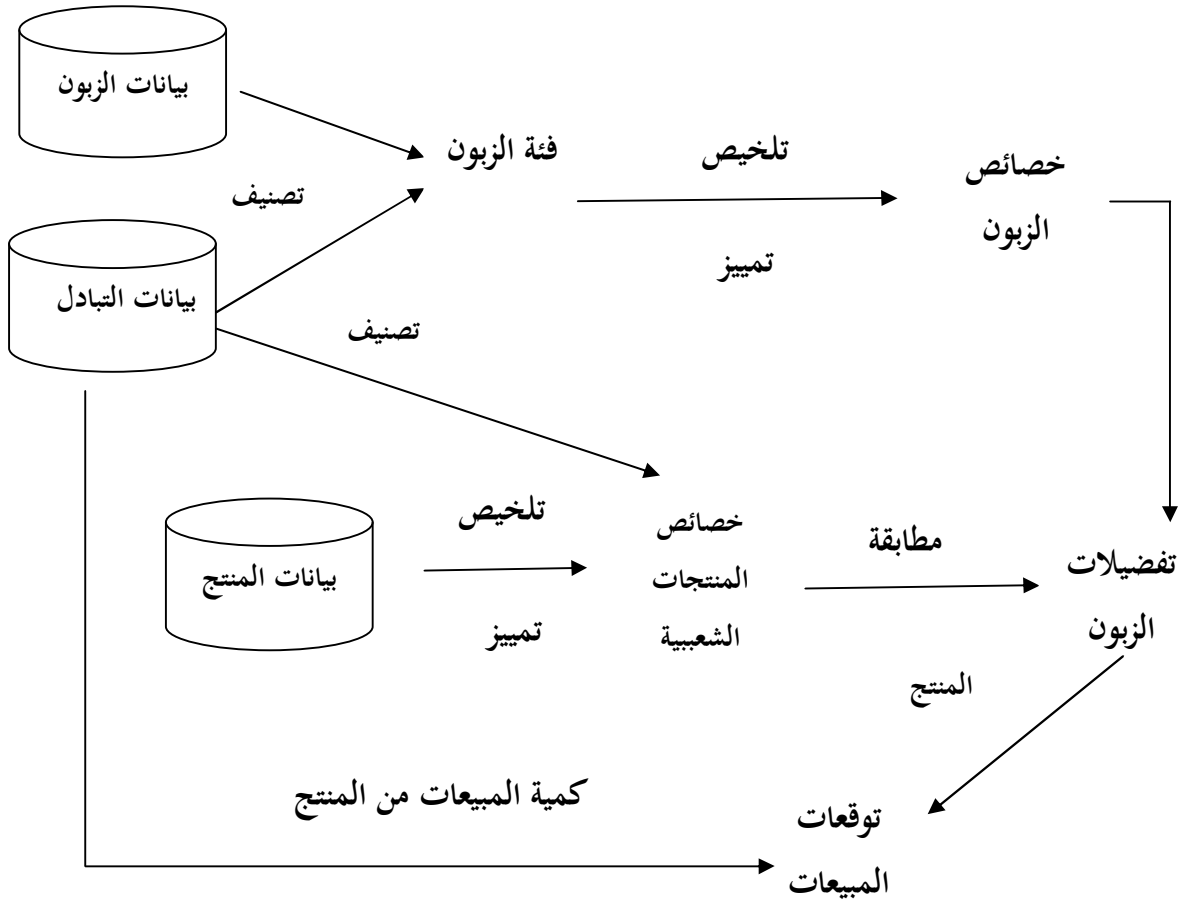 بيانات الزبون
فئة الزبون
تلخيص
خصائص
الزبون
تصنيف
تمييز
بيانات التبادل
تصنيف
تلخيص
خصائص
المنتجات
الشعببية
مطابقة
تفضيلات
الزبون
بيانات المنتج
تمييز
المنتج
كمية المبيعات من المنتج
توقعات
المبيعات